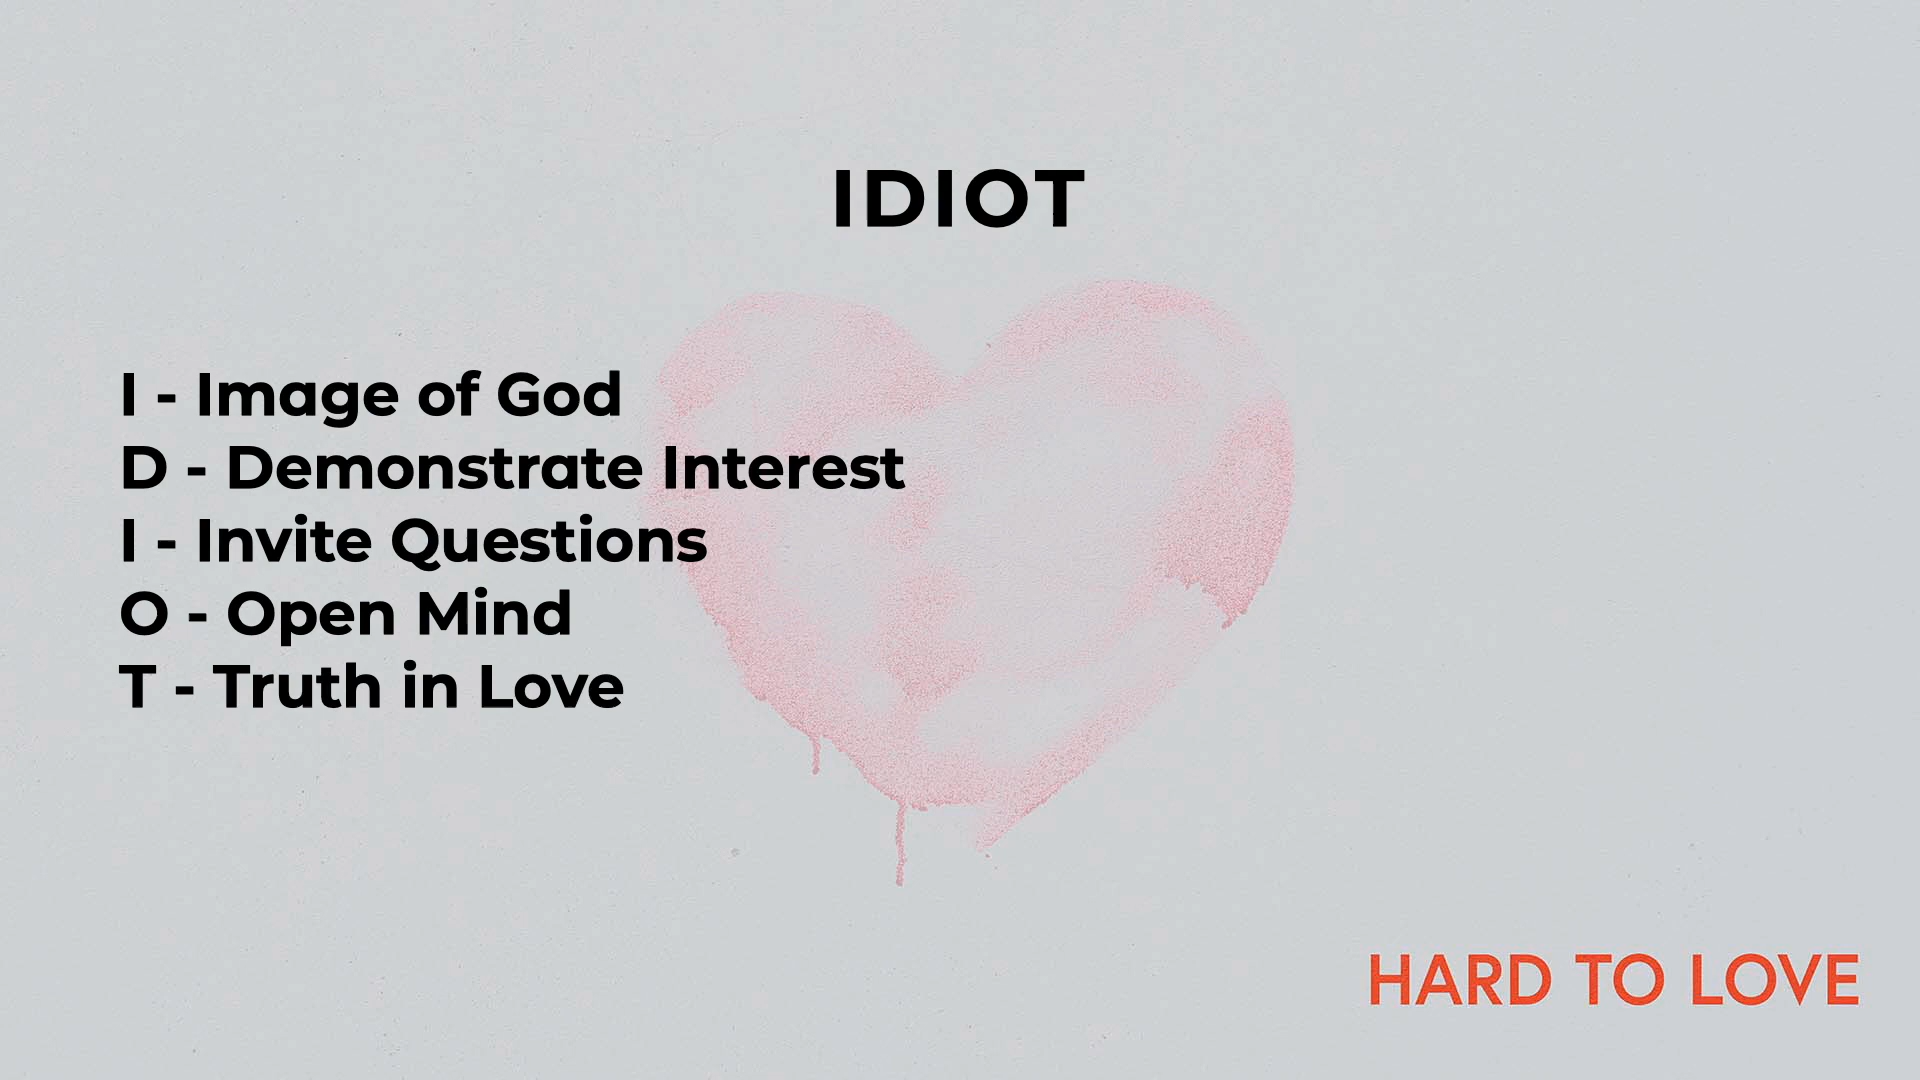 IDIOT
I - Image of God
D - Demonstrate Interest
I - Invite Questions
O - Open Mind
T - Truth in Love
HARD TO LOVE